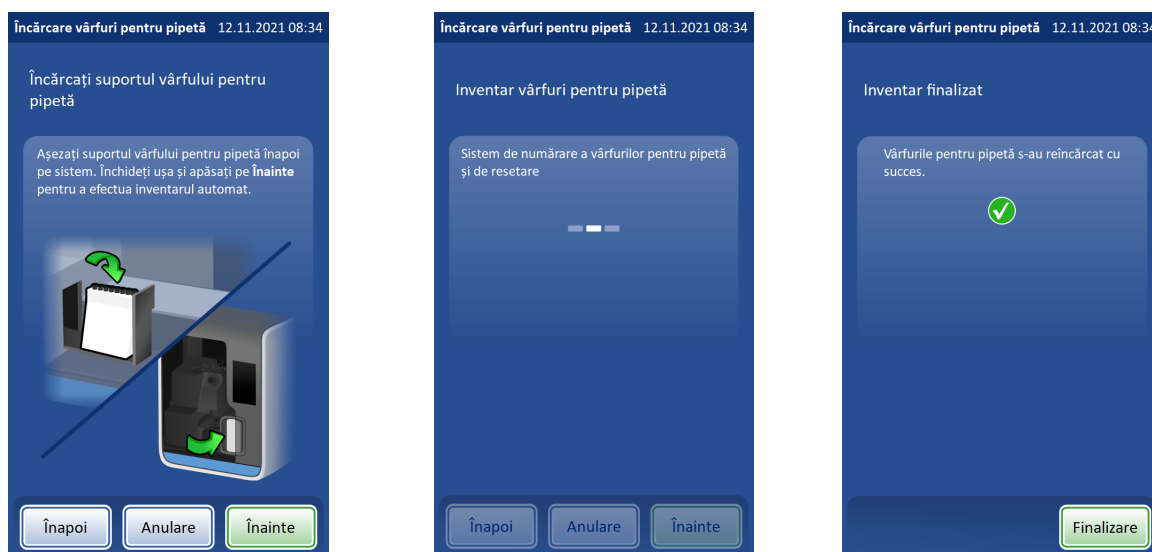 Încărcare vârfuri pentru pipetă 12.11.2021 08:34
Încărcați suportul vârfului pentru
pipetă
Așezați suportul vârfului pentru pipetă înapoi
pe sistem. Închideți ușa și apăsați pe Înainte
pentru a efectua inventarul automat.
Înapoi
Anulare
Înainte
Încărcare vârfuri pentru pipetă 12.11.2021 08:34
Inventar vârfuri pentru pipetă
Sistem de numărare a vârfurilor pentru pipetă
și de resetare
Înapoi
Anulare
Înainte
Încărcare vârfuri pentru pipetă 12.11.2021 08:34
Inventar finalizat
Vârfurile pentru pipetă s-au reîncărcat cu
succes.
Finalizare